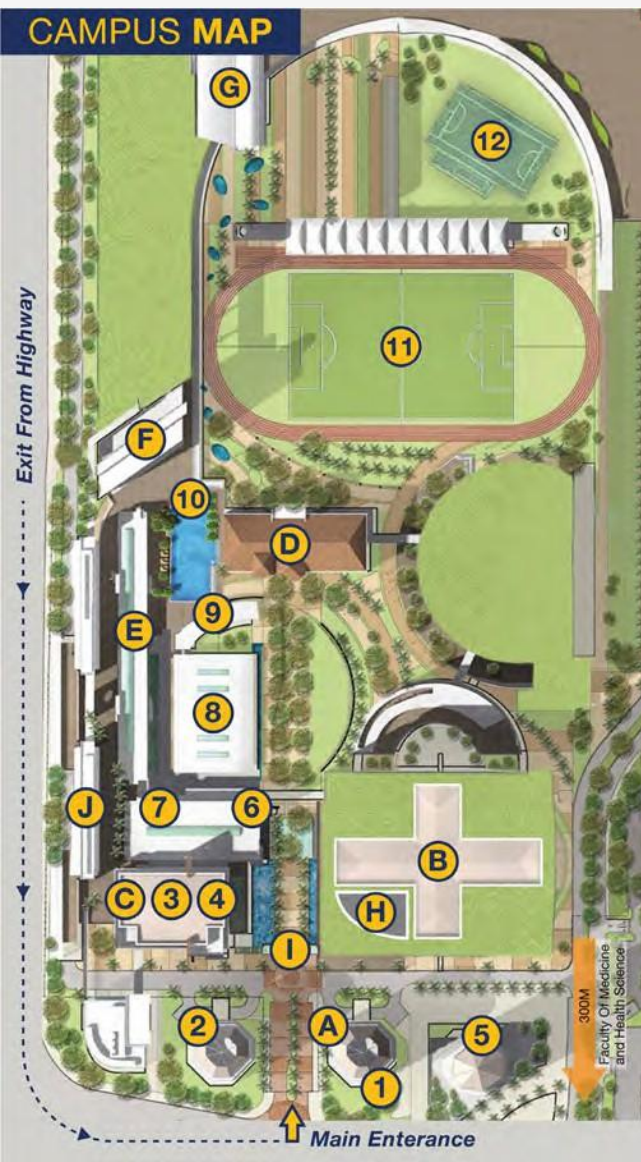 CAMPUS MAP
G
12
11
Exit From Highway
F
10
D
E
9
8
J
7
6
B
C
3
4
H
I
300M
Faculty Of Medicine
and Health Science
2
A
5
1
Main Enterance